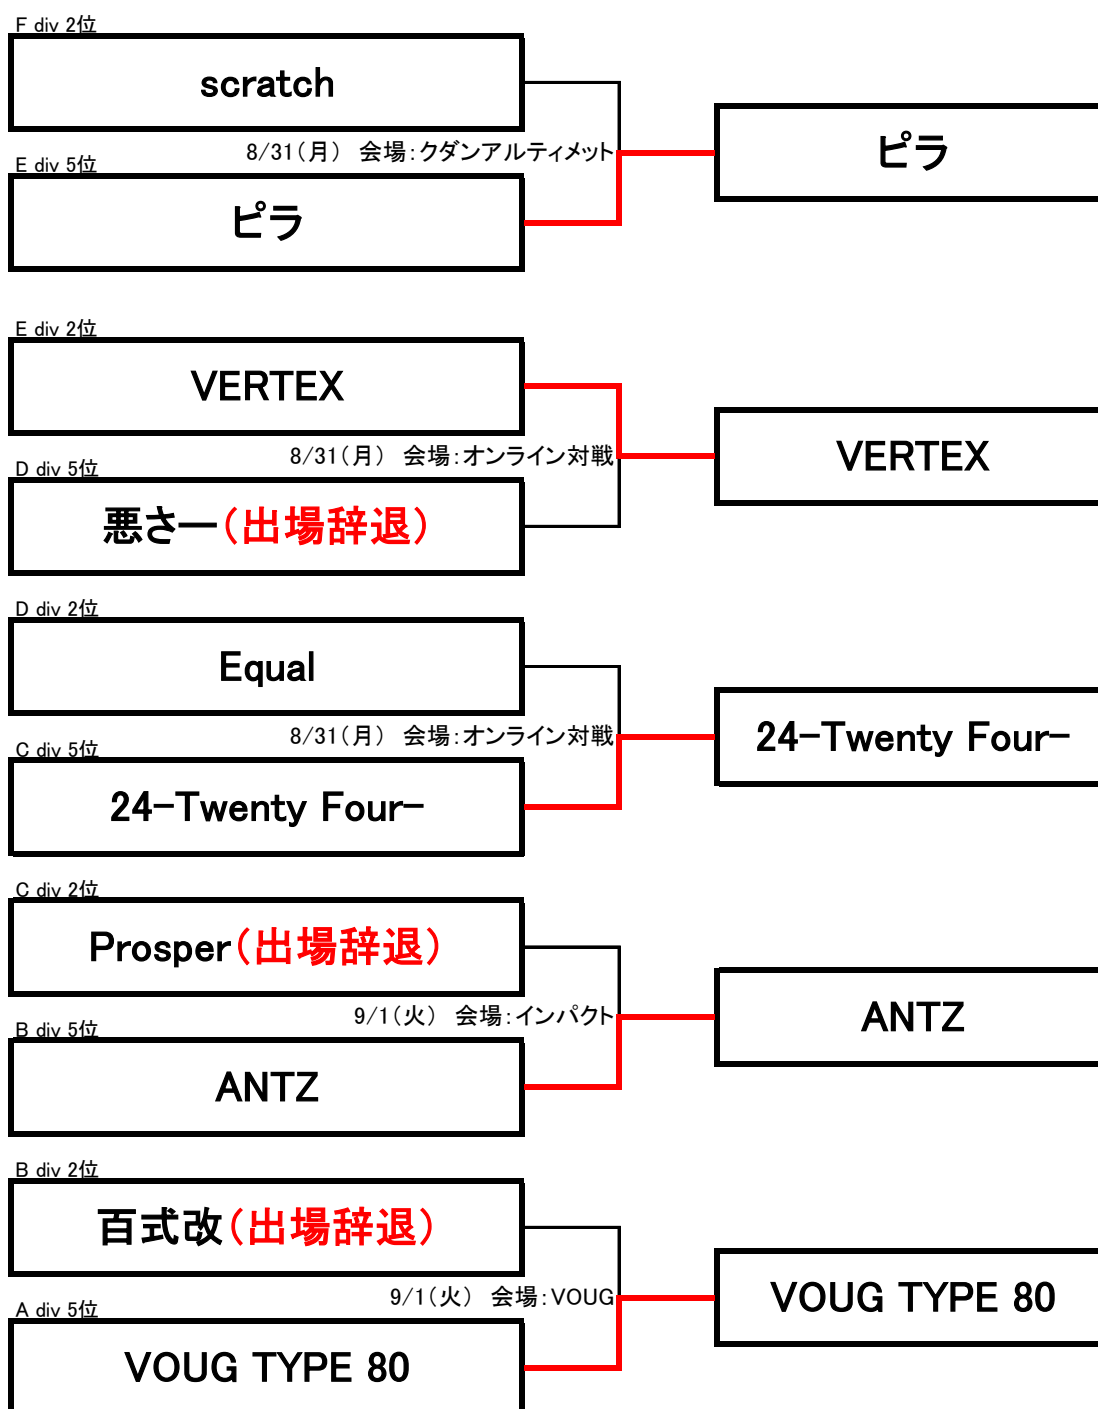 F div 2位
scratch
8/31(月) 会場:クダンアルティメット
ピラ
E div 5位
ピラ
E div 2位
VERTEX
8/31(月) 会場:オンライン対戦
VERTEX
D div 5位
悪さー(出場辞退)
D div 2位
Equal
8/31(月) 会場:オンライン対戦
24-Twenty Four-
C div 5位
24-Twenty Four-
C div 2位
Prosper(出場辞退)
9/1(火) 会場:インパクト
ANTZ
B div 5位
ANTZ
B div 2位
百式改(出場辞退)
9/1(火) 会場:VOUG
VOUG TYPE 80
A div 5位
VOUG TYPE 80